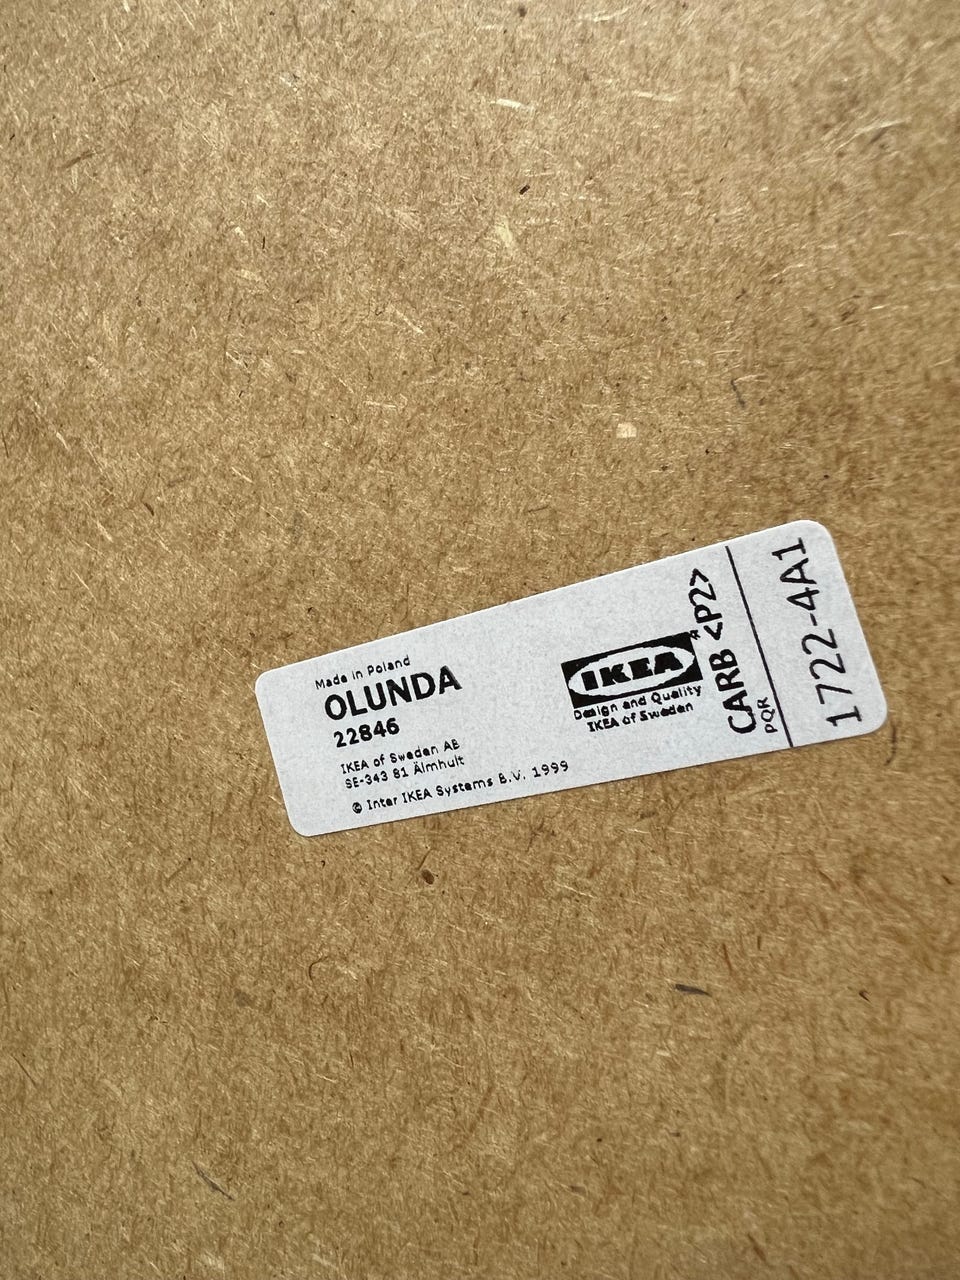 Made in Poland
OLUNDA
22846
IKEA of Sweden AB
SE-343 81 Älmhult
© Inter IKEA Systems B.V. 1999
IKEA®
Design and Quality
IKEA of Sweden
CARB <P2>
PQR
1722-4A1